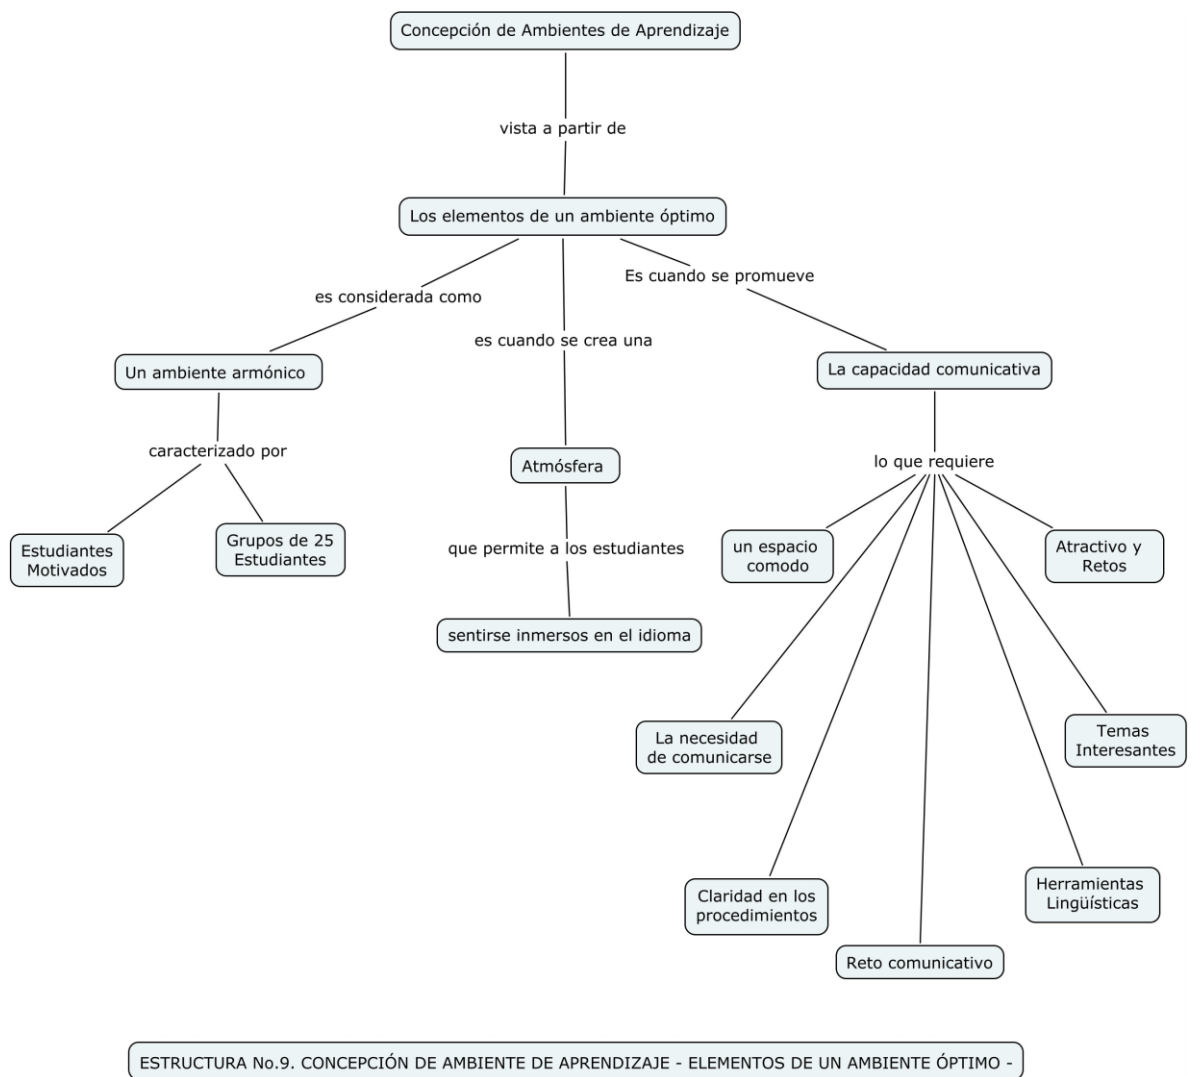 Concepción de Ambientes de Aprendizaje
vista a partir de
Los elementos de un ambiente óptimo
es considerada como
es cuando se crea una
Es cuando se promueve
Un ambiente armónico
caracterizado por
Estudiantes
Motivados
Grupos de 25
Estudiantes
Atmósfera
que permite a los estudiantes
sentirse inmersos en el idioma
La capacidad comunicativa
lo que requiere
un espacio
comodo
Atractivo y
Retos
La necesidad
de comunicarse
Temas
Interesantes
Claridad en los
procedimientos
Herramientas
Lingüísticas
Reto comunicativo
ESTRUCTURA No.9. CONCEPCIÓN DE AMBIENTE DE APRENDIZAJE - ELEMENTOS DE UN AMBIENTE ÓPTIMO -